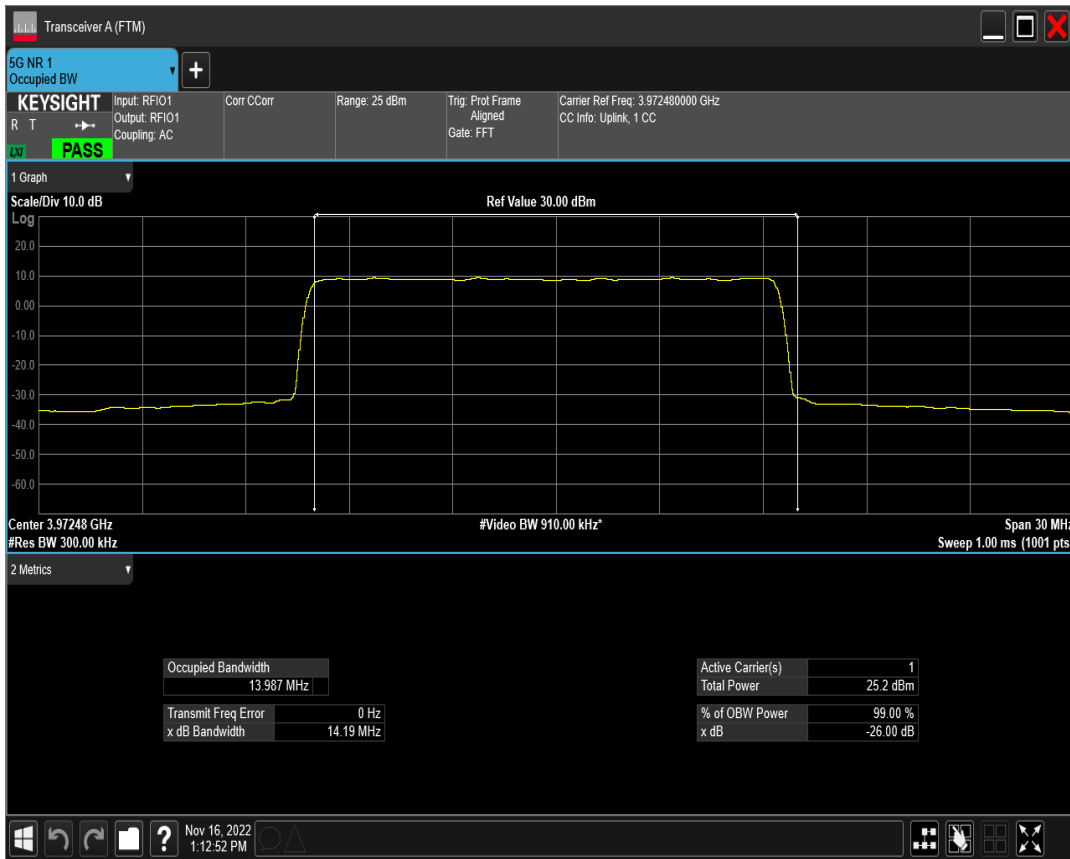 Transceiver A (FTM)
5G NR 1
Occupied BW
+
KEYSIGHT
R T
LXI
PASS
Input: RFIO1
Output: RFIO1
Coupling: AC
Corr CCorr
Range: 25 dBm
Trig: Prot Frame
Aligned
Gate: FFT
Carrier Ref Freq: 3.972480000 GHz
CC Info: Uplink, 1 CC
1 Graph
Scale/Div 10.0 dB
Ref Value 30.00 dBm
Log
20.0
10.0
0.00
-10.0
-20.0
-30.0
-40.0
-50.0
-60.0
Center 3.97248 GHz
#Video BW 910.00 kHz*
Span 30 MHz
#Res BW 300.00 kHz
Sweep 1.00 ms (1001 pts
2 Metrics
Occupied Bandwidth
13.987 MHz
Transmit Freq Error 0 Hz
x dB Bandwidth 14.19 MHz
Active Carrier(s) 1
Total Power 25.2 dBm
% of OBW Power 99.00 %
x dB -26.00 dB
?
Nov 16, 2022
1:12:52 PM